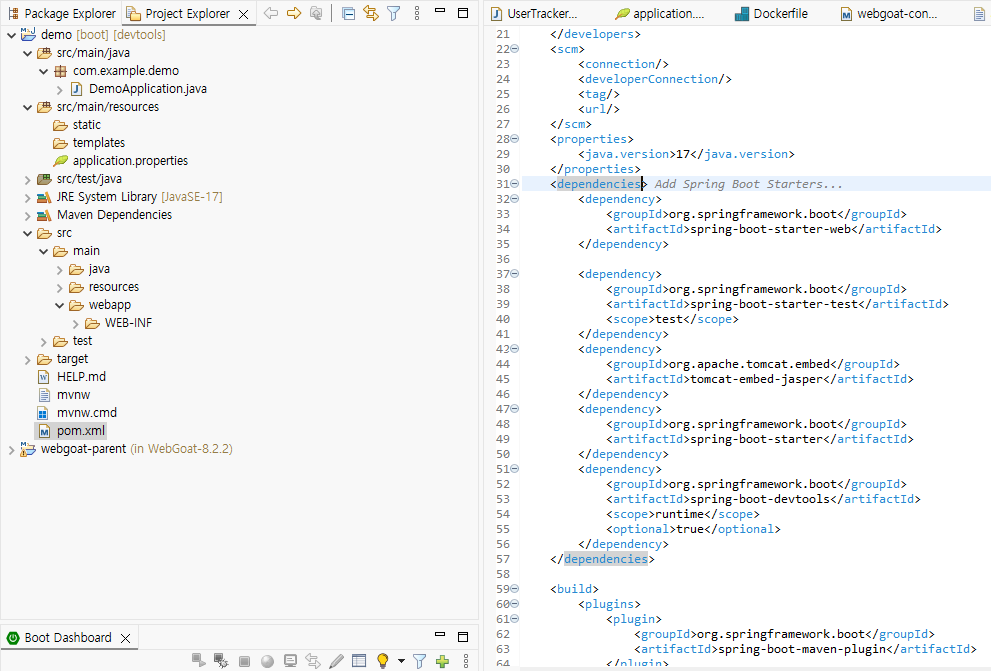 Package Explorer
Project Explorer
demo [boot] [devtools]
src/main/java
com.example.demo
DemoApplication.java
src/main/resources
static
templates
application.properties
src/test/java
JRE System Library [JavaSE-17]
Maven Dependencies
src
main
java
resources
webapp
WEB-INF
test
target
HELP.md
mvnw
mvnw.cmd
pom.xml
webgoat-parent (in WebGoat-8.2.2)
Boot Dashboard
UserTracker...
application....
Dockerfile
webgoat-con...
21 </developers>
22 <scm>
23 <connection/>
24 <developerConnection/>
25 <tag/>
26 <url/>
27 </scm>
28 <properties>
29 <java.version>17</java.version>
30 </properties>
31 <dependencies> Add Spring Boot Starters...
32 <dependency>
33 <groupId>org.springframework.boot</groupId>
34 <artifactId>spring-boot-starter-web</artifactId>
35 </dependency>
36
37 <dependency>
38 <groupId>org.springframework.boot</groupId>
39 <artifactId>spring-boot-starter-test</artifactId>
40 <scope>test</scope>
41 </dependency>
42 <dependency>
44 <groupId>org.apache.tomcat.embed</groupId>
45 <artifactId>tomcat-embed-jasper</artifactId>
46 </dependency>
47 <dependency>
48 <groupId>org.springframework.boot</groupId>
49 <artifactId>spring-boot-starter</artifactId>
50 </dependency>
51 <dependency>
52 <groupId>org.springframework.boot</groupId>
53 <artifactId>spring-boot-devtools</artifactId>
54 <scope>runtime</scope>
55 <optional>true</optional>
56 </dependency>
57 </dependencies>
58
59 <build>
60 <plugins>
61 <plugin>
62 <groupId>org.springframework.boot</groupId>
63 <artifactId>spring-boot-maven-plugin</artifactId>
64 </plugin>